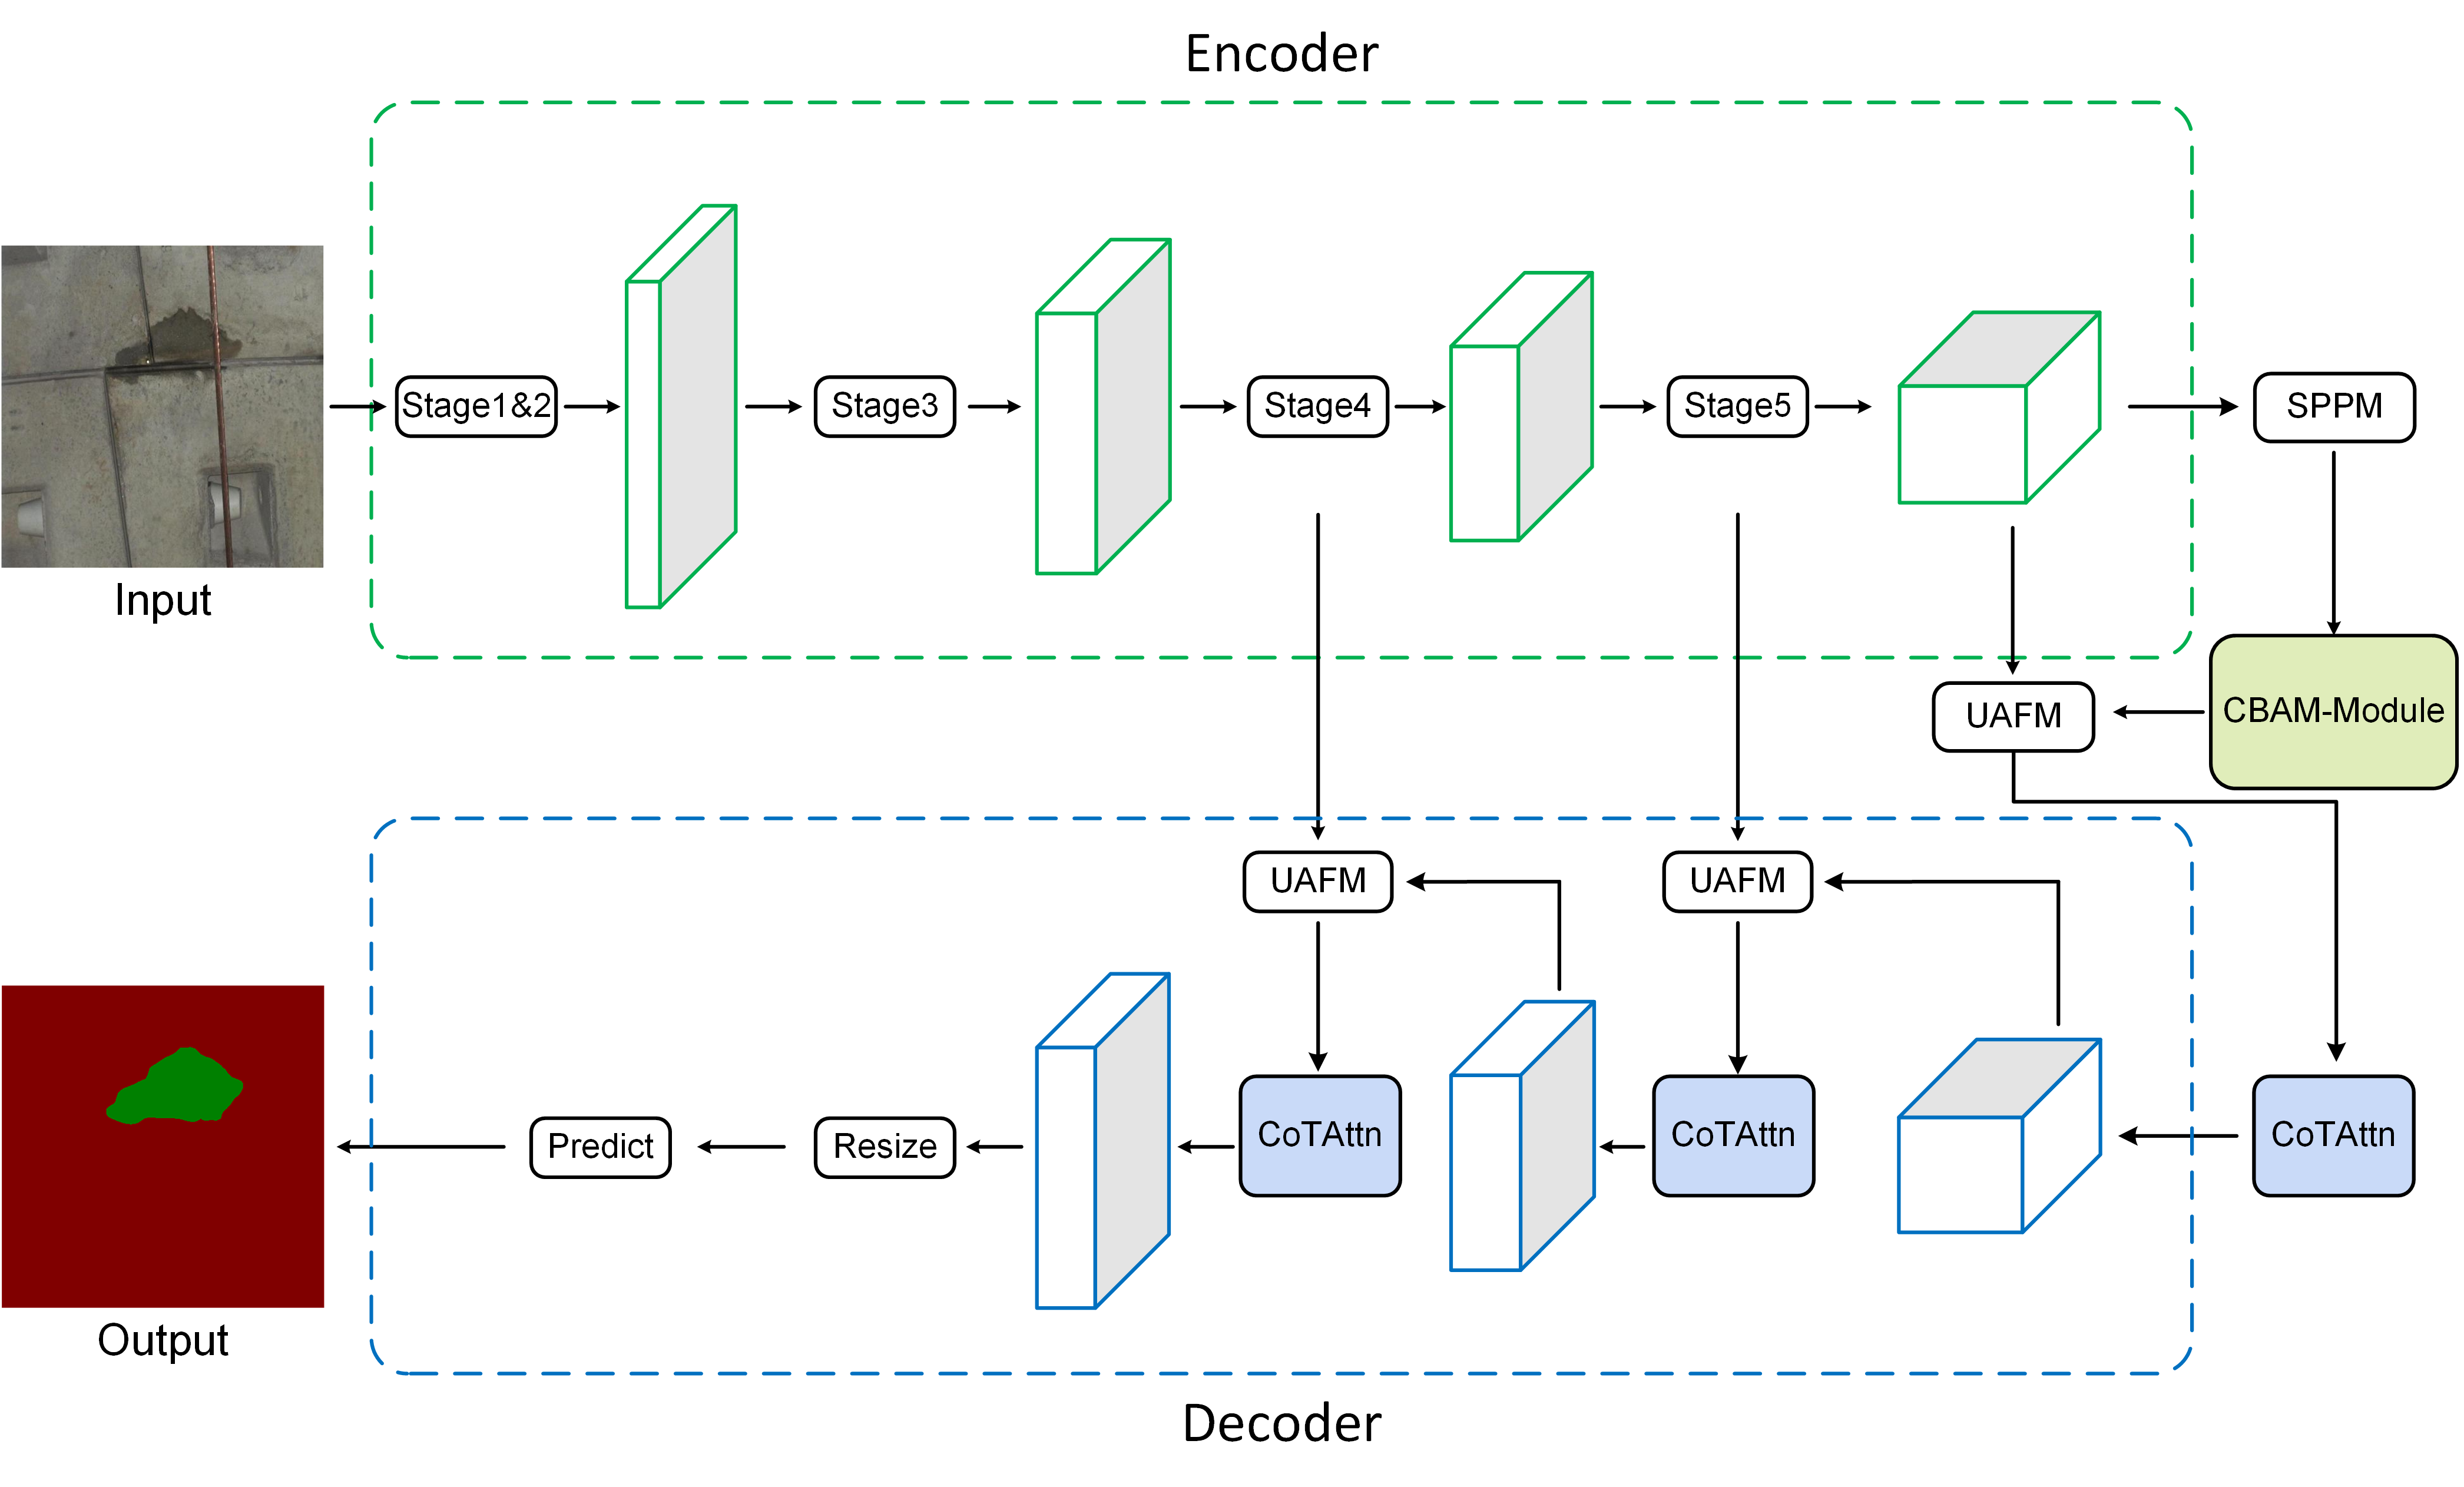 Encoder
Stage1&2
Stage3
Stage4
Stage5
SPPM
Input
UAFM
CBAM-Module
UAFM
UAFM
CoTAttn
CoTAttn
CoTAttn
Resize
Predict
Output
Decoder